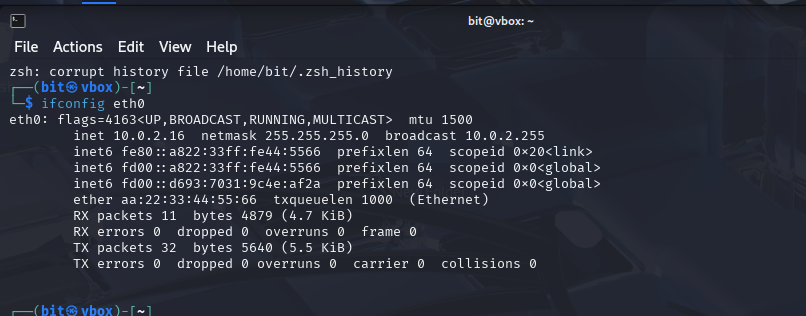 bit@vbox: ~
File Actions Edit View Help
zsh: corrupt history file /home/bit/.zsh_history
┌──(bit㉿vbox)-[~]
└─$ ifconfig eth0
eth0: flags=4163<UP,BROADCAST,RUNNING,MULTICAST>  mtu 1500
        inet 10.0.2.16  netmask 255.255.255.0  broadcast 10.0.2.255
        inet6 fe80::a822:33ff:fe44:5566  prefixlen 64  scopeid 0x20<link>
        inet6 fd00::a822:33ff:fe44:5566  prefixlen 64  scopeid 0x0<global>
        inet6 fd00::d693:7031:9c4e:af2a  prefixlen 64  scopeid 0x0<global>
        ether aa:22:33:44:55:66  txqueuelen 1000  (Ethernet)
        RX packets 11  bytes 4879 (4.7 KiB)
        RX errors 0  dropped 0  overruns 0  frame 0
        TX packets 32  bytes 5640 (5.5 KiB)
        TX errors 0  dropped 0 overruns 0  carrier 0  collisions 0
┌──(bit㉿vbox)-[~]